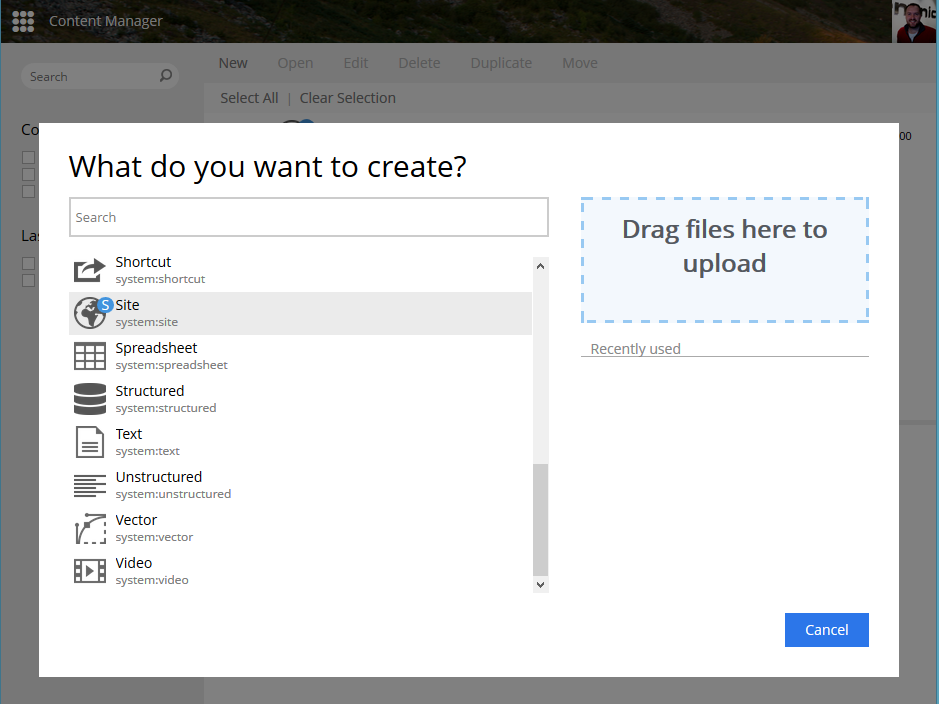 Content Manager
Search
New Open Edit Delete Duplicate Move
Select All | Clear Selection
What do you want to create?
Search
Shortcut
system:shortcut
S
Site
system:site
Spreadsheet
system:spreadsheet
Structured
system:structured
Text
system:text
Unstructured
system:unstructured
Vector
system:vector
Video
system:video
Drag files here to
upload
Recently used
Cancel